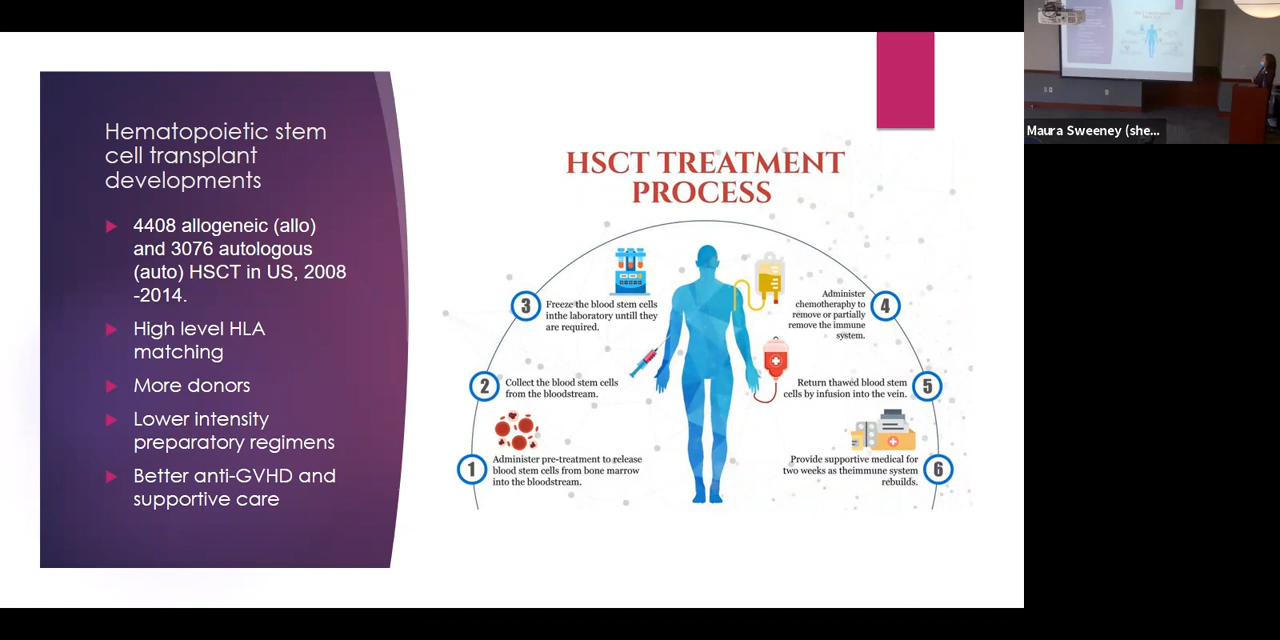 Hematopoietic stem
cell transplant
developments
4408 allogeneic (allo)
and 3076 autologous
(auto) HSCT in US, 2008
-2014.
High level HLA
matching
More donors
Lower intensity
preparatory regimens
Better anti-GVHD and
supportive care
HSCT TREATMENT
PROCESS
3
Freeze the blood stem cells
inthe laboratory untill they
are required.
2
Collect the blood stem cells
from the bloodstream.
1
Administer pre-treatment to release
blood stem cells from bone marrow
into the bloodstream.
Administer
chemotheraphy to
remove or partially
remove the immune
system.
4
Return thawed blood stem
cells by infusion into the vein.
5
Provide supportive medical for
two weeks as theimmune system
rebuilds.
6
Maura Sweeney (she...